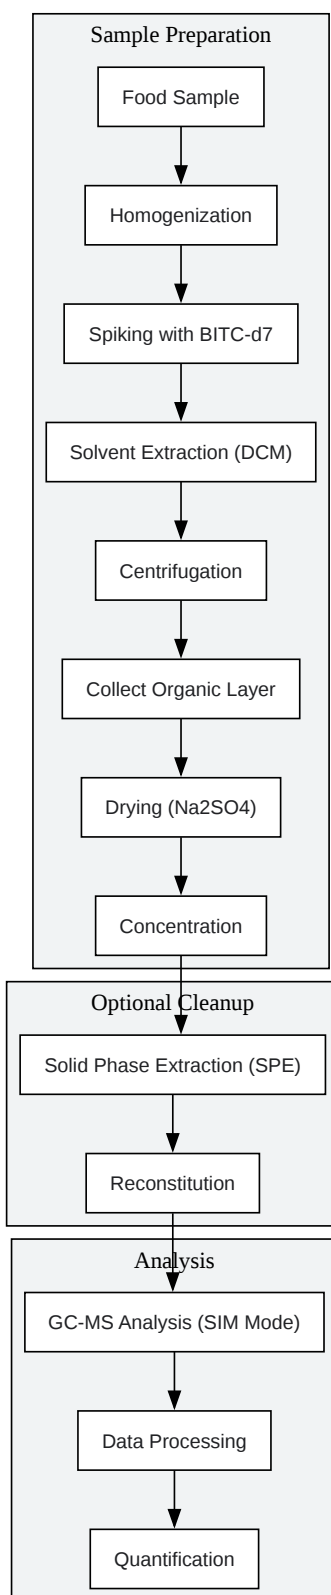 Sample Preparation
Food Sample
Homogenization
Spiking with BITC-d7
Solvent Extraction (DCM)
Centrifugation
Collect Organic Layer
Drying (Na2SO4)
Concentration
Optional Cleanup
Solid Phase Extraction (SPE)
Reconstitution
Analysis
GC-MS Analysis (SIM Mode)
Data Processing
Quantification